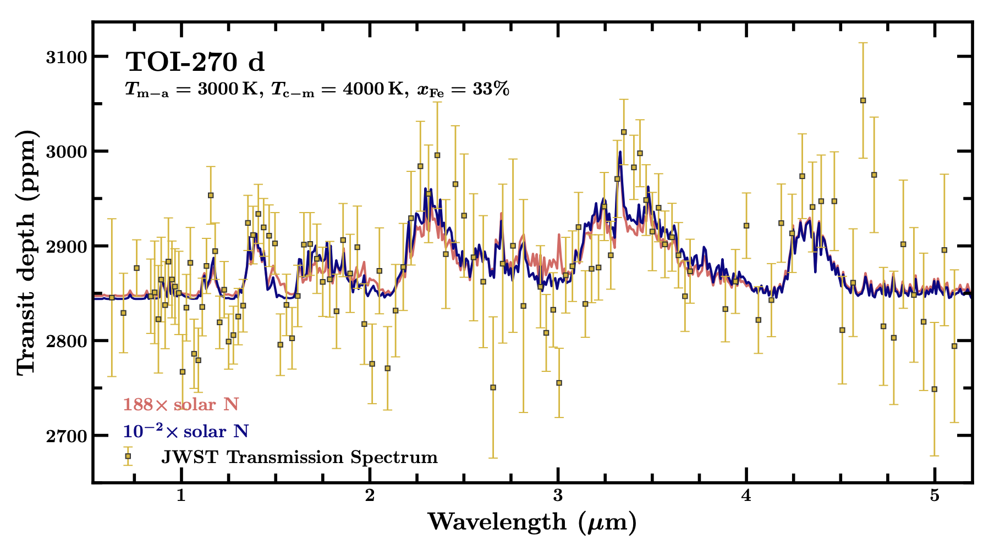 TOI-270 d
T_m−a = 3000 K, T_c−m = 4000 K, x_Fe = 33%
Transit depth (ppm)
3100
3000
2900
2800
2700
188× solar N
10⁻²× solar N
JWST Transmission Spectrum
1 2 3 4 5
Wavelength (μm)